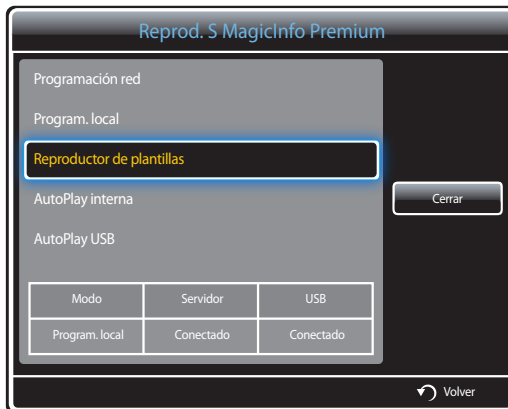 Reprod. S MagicInfo Premium
Programación red
Program. local
Reproductor de plantillas
AutoPlay interna
Cerrar
AutoPlay USB
Modo Servidor USB
Program. local Conectado Conectado
Volver